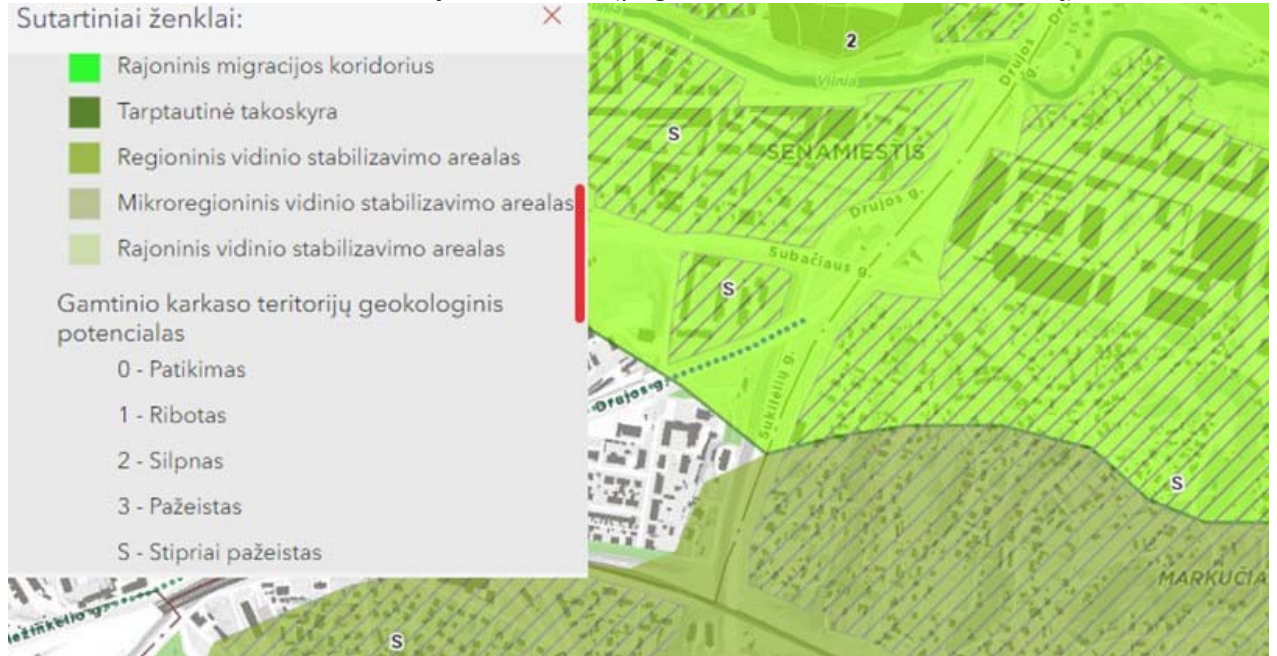 Sutartiniai ženklai:
Rajoninis migracijos koridorius
Tarptautinė takoskyra
Regioninis vidinio stabilizavimo arealas
Mikroregioninis vidinio stabilizavimo arealas
Rajoninis vidinio stabilizavimo arealas
Gamtinio karkaso teritorijų geokologinis
potencialas
0 - Patikimas
1 - Ribotas
2 - Silpnas
3 - Pažeistas
S - Stipriai pažeistas
2
Drujos g.
Vilnia
S
SENAMIESTIS
Drujos g.
Subačiaus g.
S
Drujos g.
Sukilėlių g.
S
MARKUČIA
S